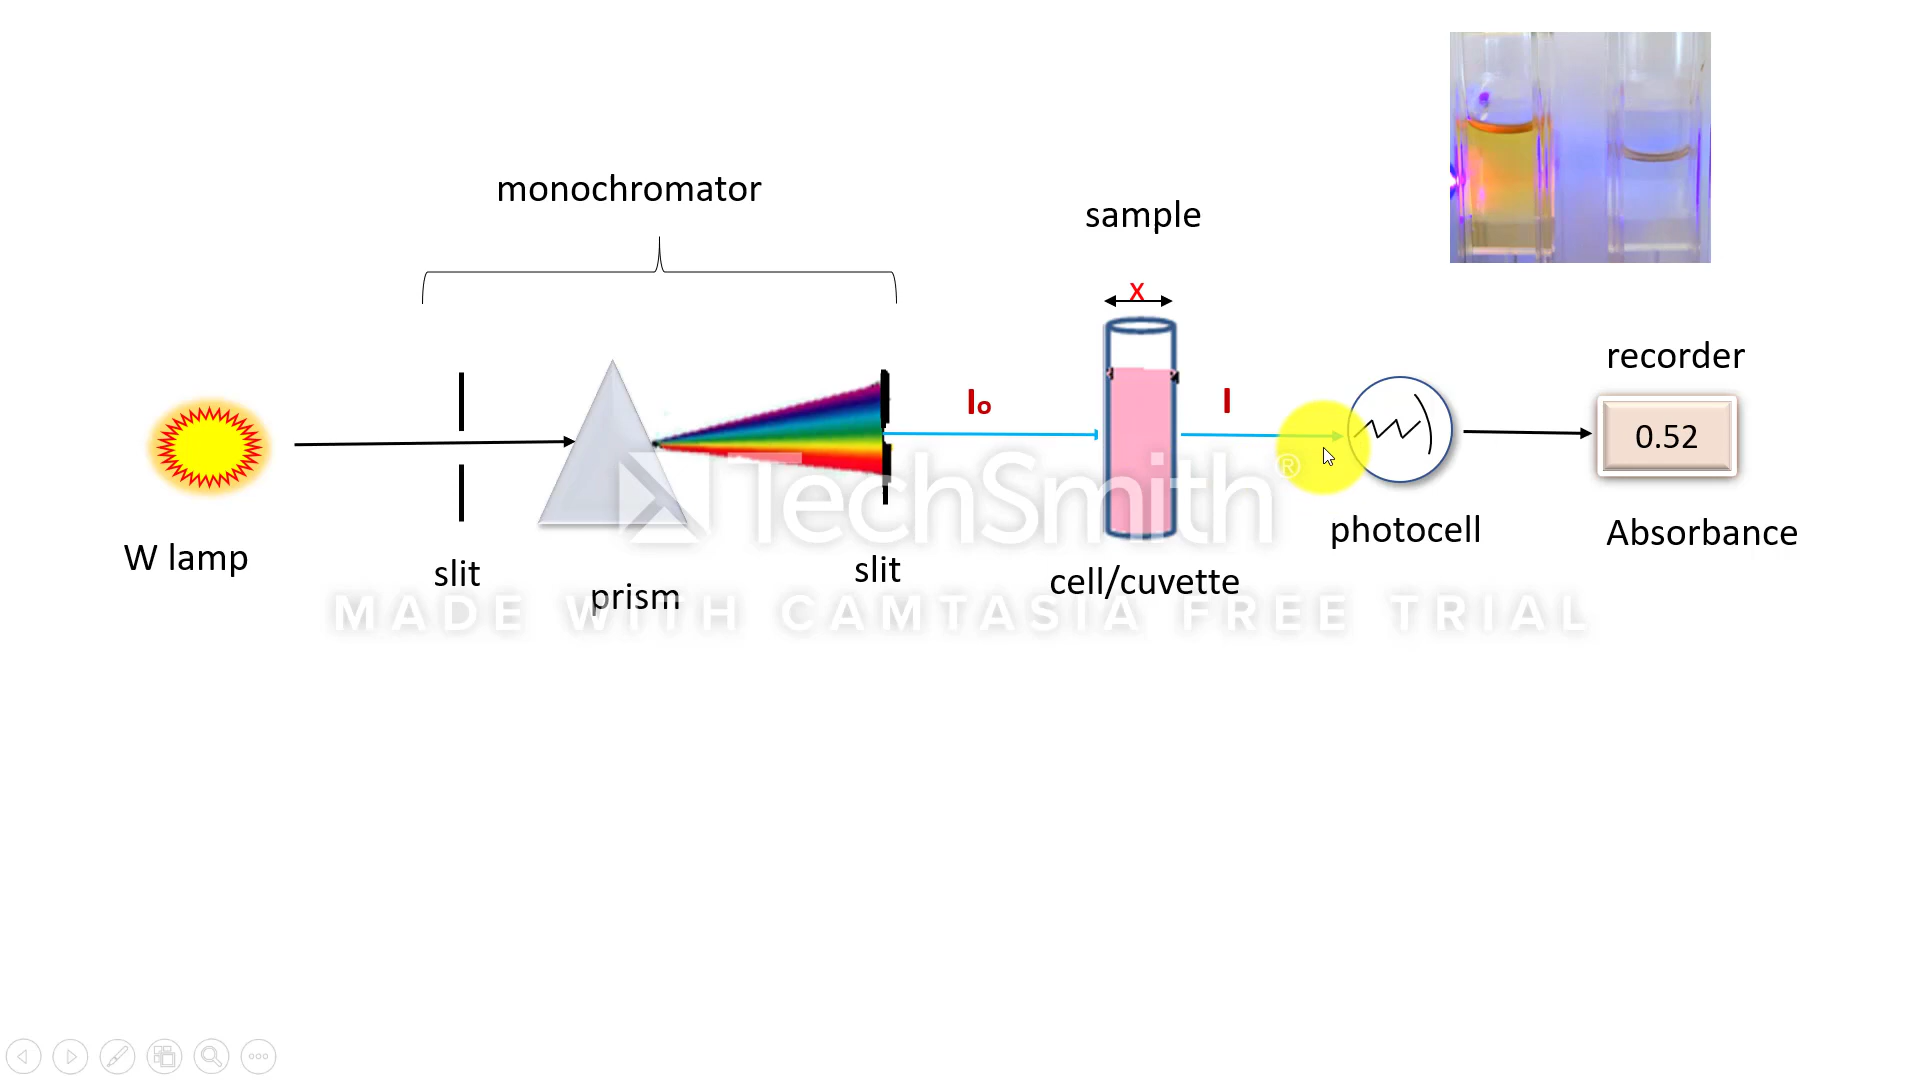 monochromator
sample
x
recorder
Io
I
0.52
W lamp
slit
prism
slit
cell/cuvette
photocell
Absorbance
TechSmith®
MADE WITH CAMTASIA FREE TRIAL